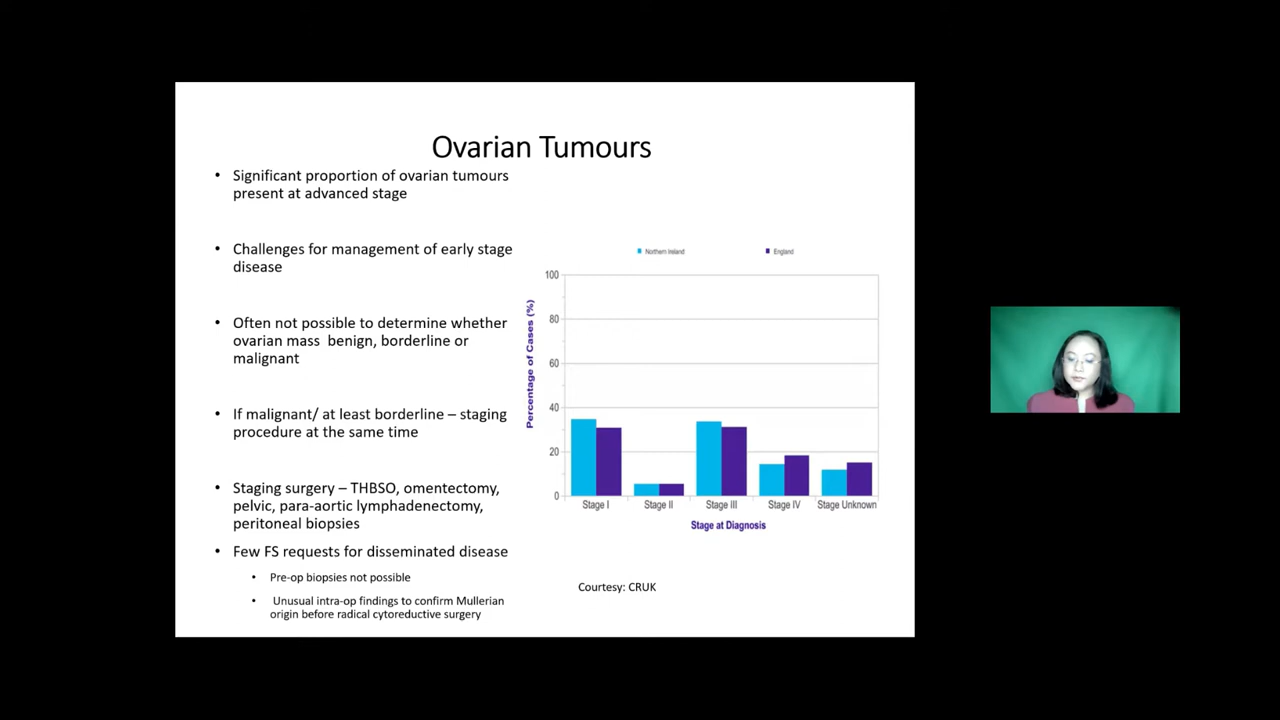 Ovarian Tumours
• Significant proportion of ovarian tumours
present at advanced stage
• Challenges for management of early stage
disease
• Often not possible to determine whether
ovarian mass  benign, borderline or
malignant
• If malignant/ at least borderline – staging
procedure at the same time
• Staging surgery – THBSO, omentectomy,
pelvic, para-aortic lymphadenectomy,
peritoneal biopsies
• Few FS requests for disseminated disease
• Pre-op biopsies not possible
• Unusual intra-op findings to confirm Mullerian
origin before radical cytoreductive surgery
Northern Ireland England
Percentage of Cases (%)
100
80
60
40
20
0
Stage I Stage II Stage III Stage IV Stage Unknown
Stage at Diagnosis
Courtesy: CRUK